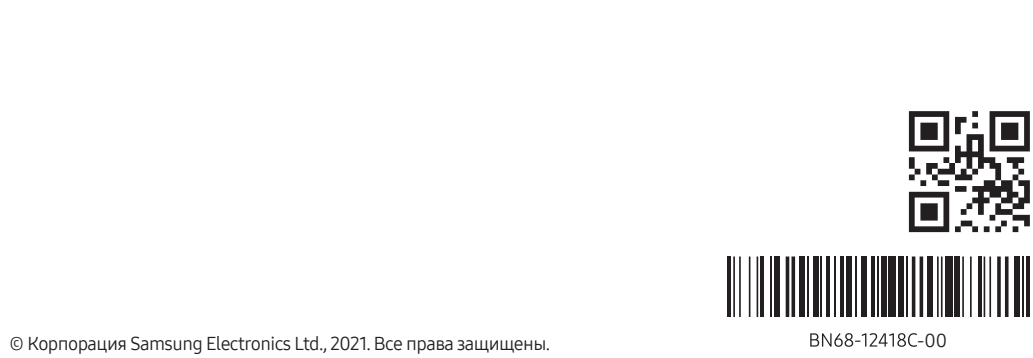 BN68-12418C-00
© Корпорация Samsung Electronics Ltd., 2021. Все права защищены.